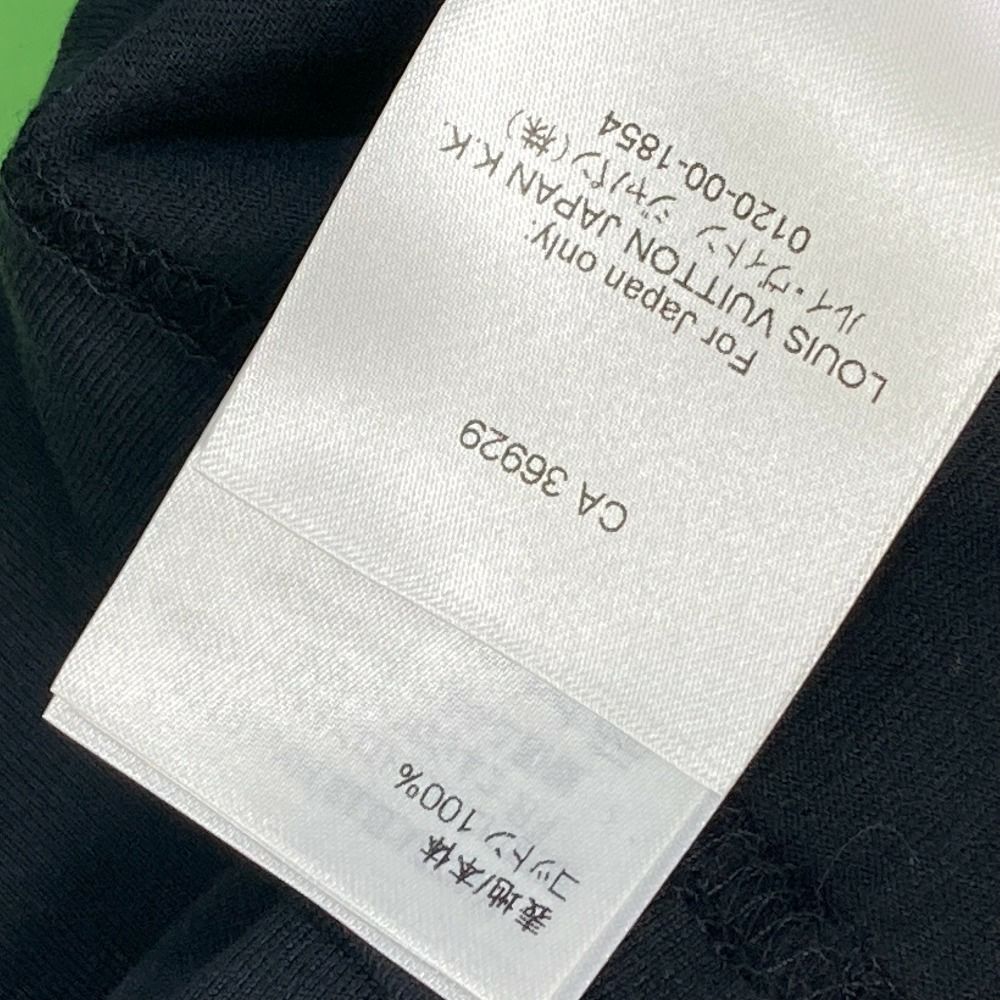 表地/本体
コットン 100%
CA 36929
For Japan only:
LOUIS VUITTON JAPAN K.K.
ルイ・ヴィトン ジャパン(株)
0120-00-1854